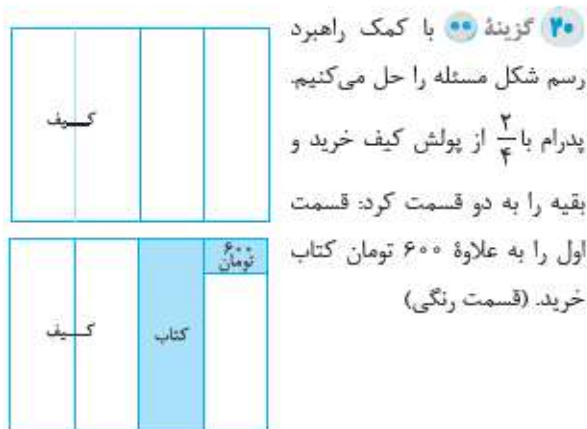 ۲۰ گزینهٔ •• با کمک راهبرد
رسم شکل مسئله را حل می‌کنیم.
پدرام با ۲/۴ از پولش کیف خرید و
بقیه را به دو قسمت کرد: قسمت
اول را به علاوهٔ ۶۰۰ تومان کتاب
خرید. (قسمت رنگی)
کیف
۶۰۰
تومان
کتاب
کیف